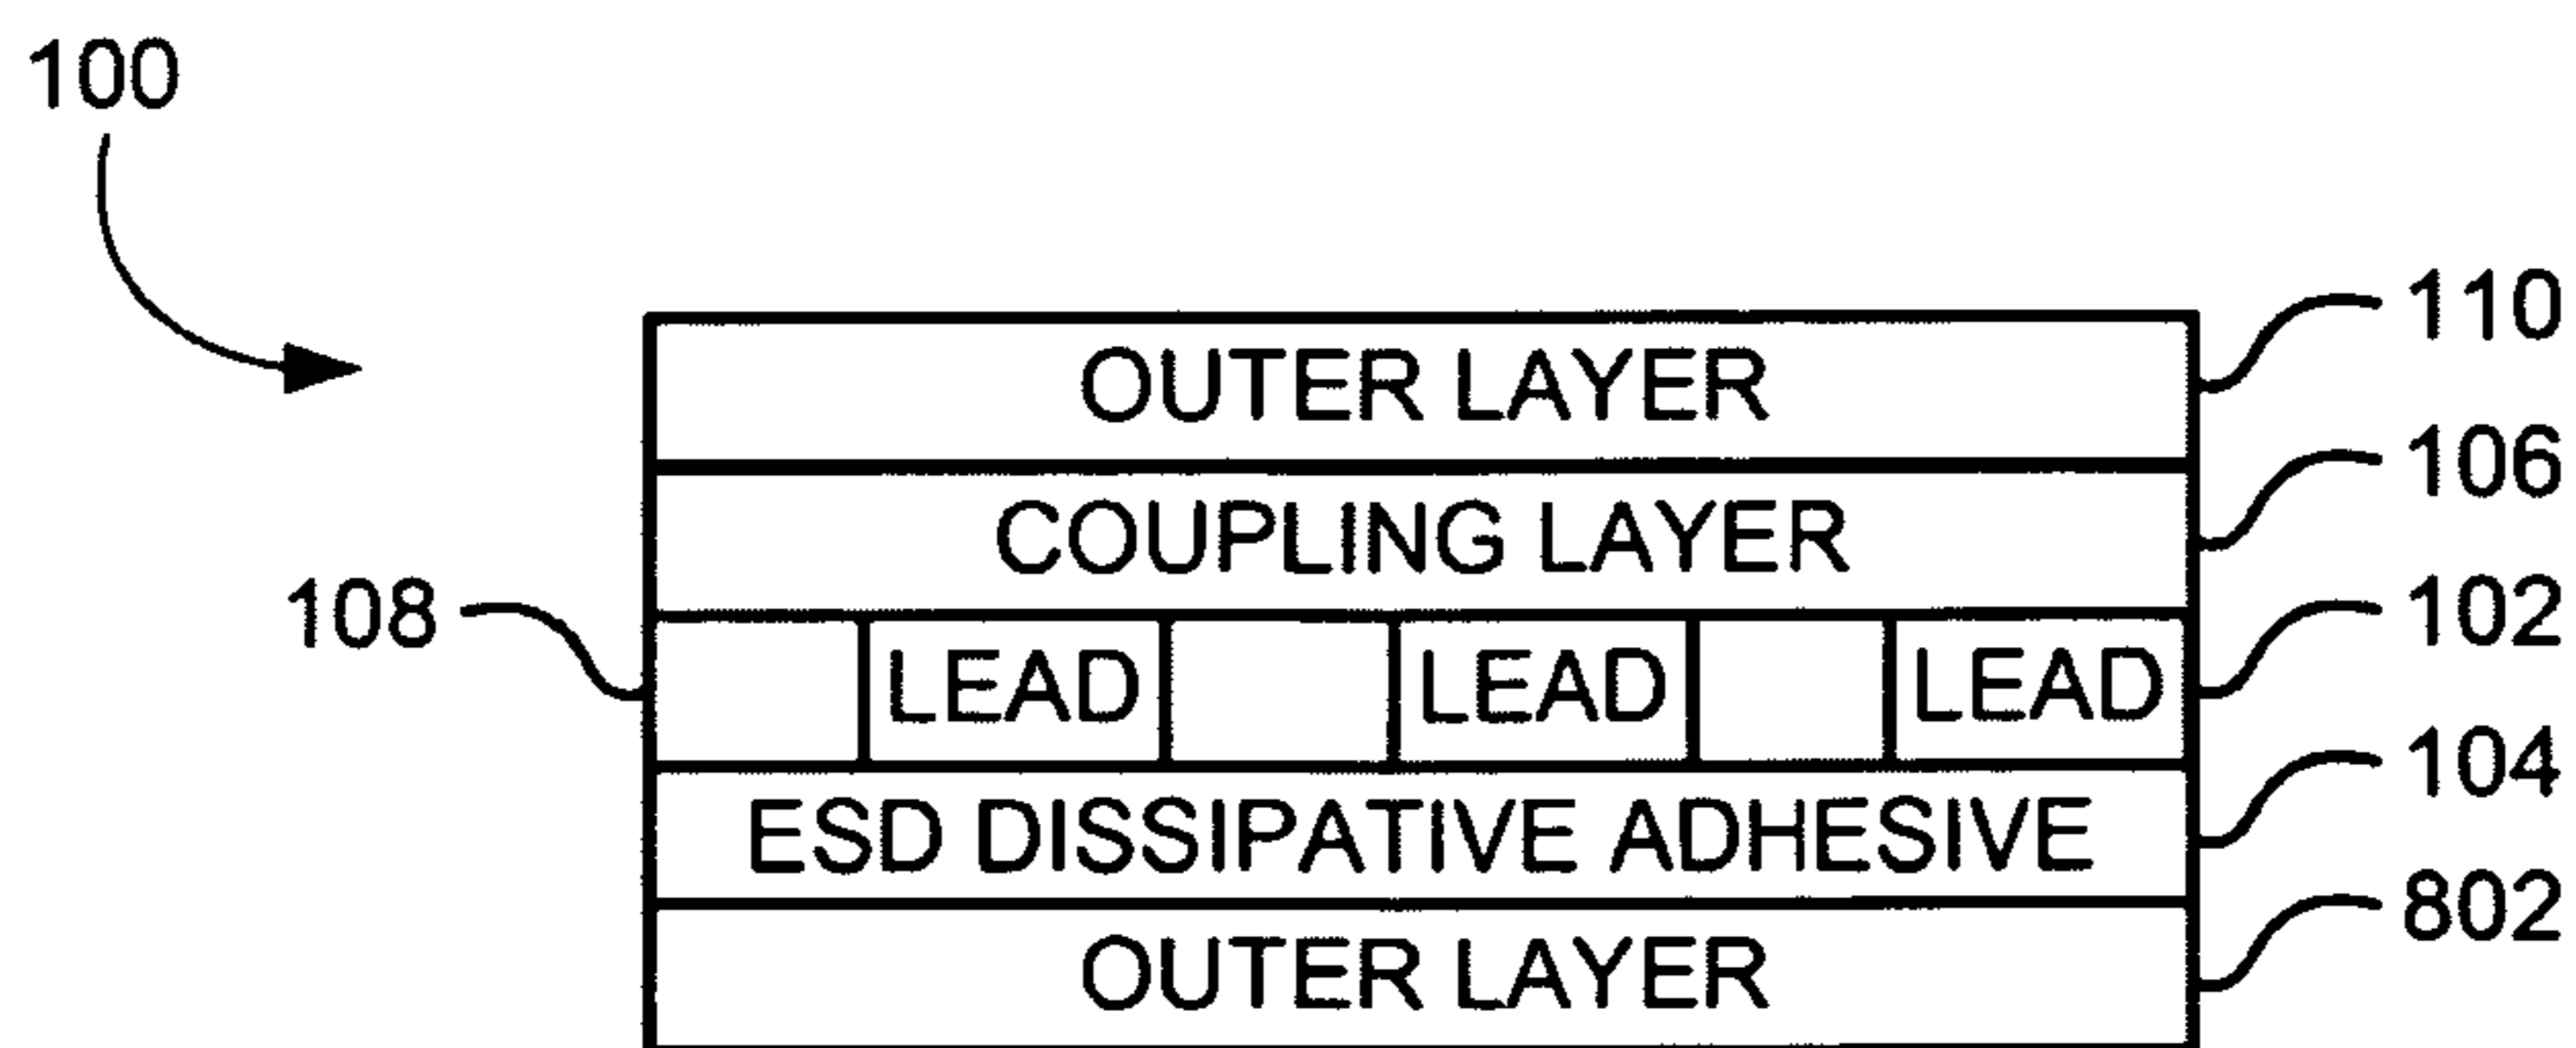 100
OUTER LAYER 110
COUPLING LAYER 106
108 LEAD LEAD LEAD 102
ESD DISSIPATIVE ADHESIVE 104
OUTER LAYER 802